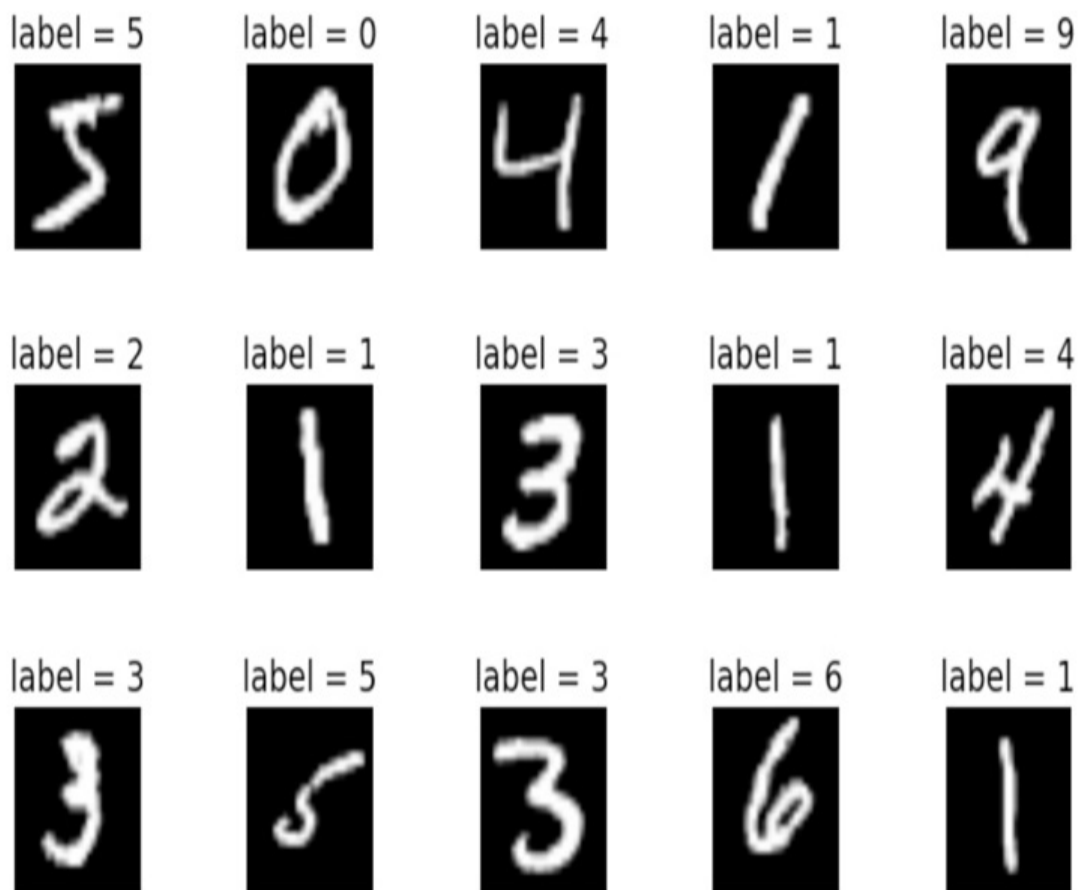 label = 5 label = 0 label = 4 label = 1 label = 9
5 0 4 1 9
label = 2 label = 1 label = 3 label = 1 label = 4
2 1 3 1 4
label = 3 label = 5 label = 3 label = 6 label = 1
3 5 3 6 1